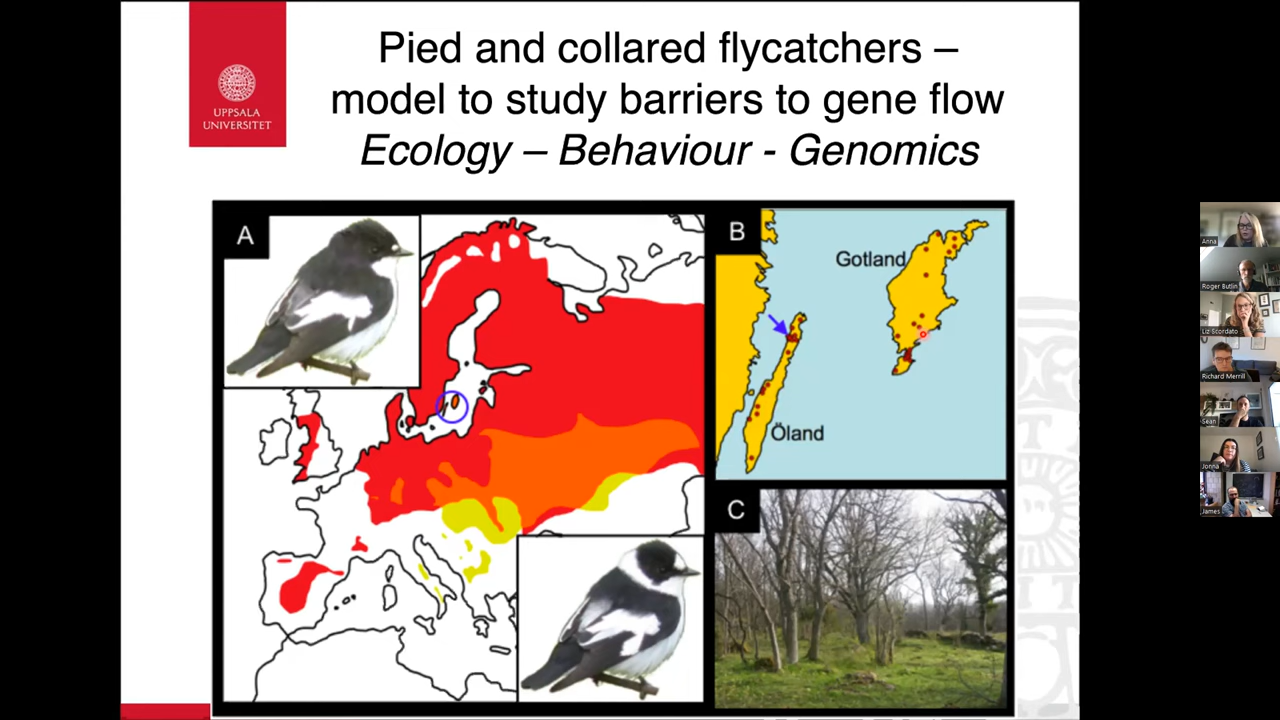 UPPSALA
UNIVERSITET
Pied and collared flycatchers –
model to study barriers to gene flow
Ecology – Behaviour - Genomics
A
B
Gotland
Öland
C
Anna
Roger Butlin
Liz Scordato
Richard Merrill
Sean
Jonna
James